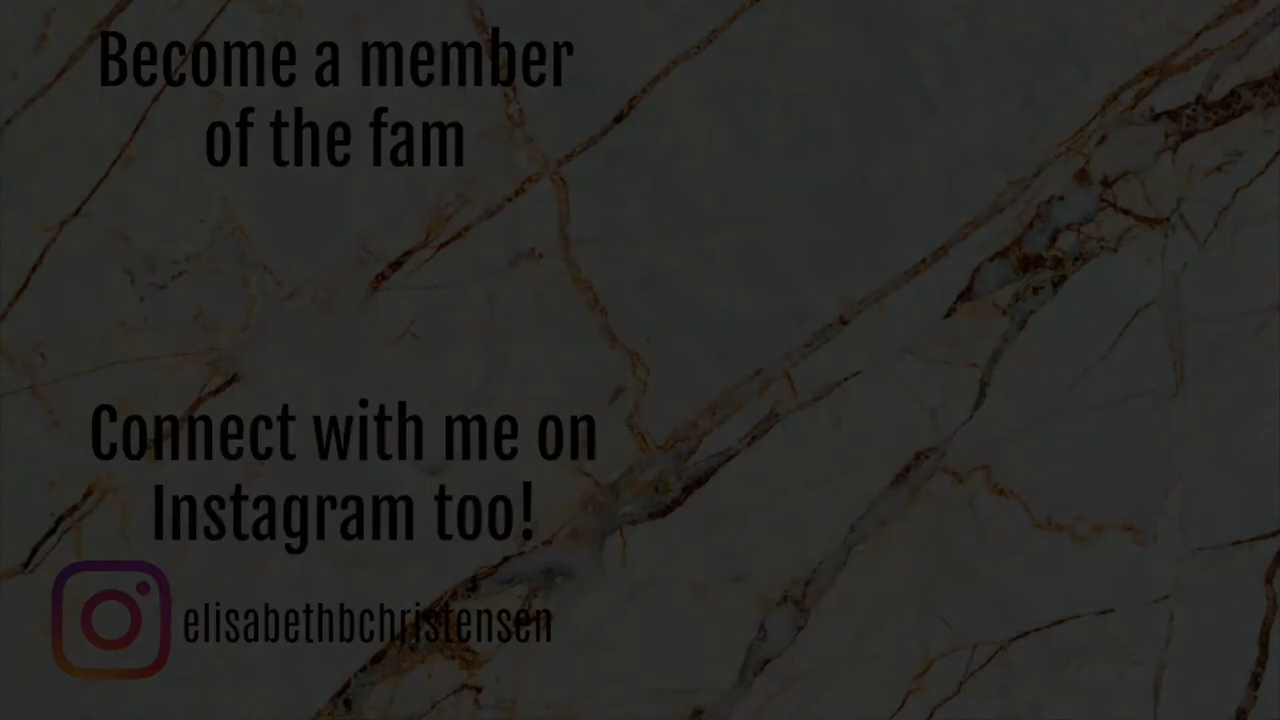 Become a member
of the fam
Connect with me on
Instagram too!
elisabethbchristensen